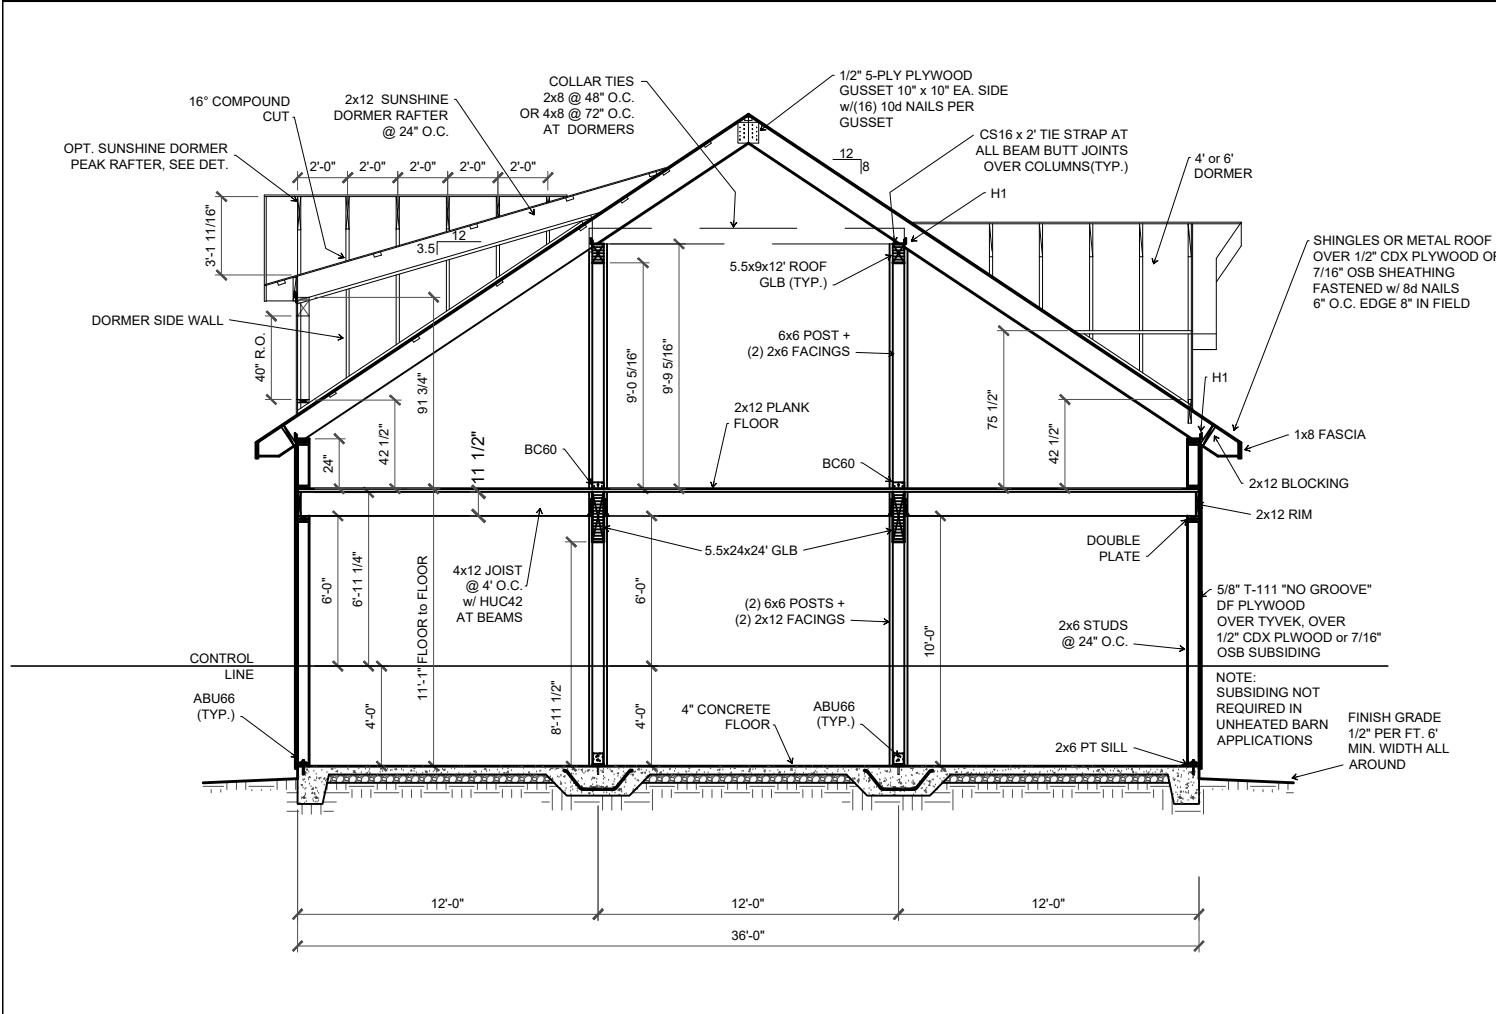 COLLAR TIES
2x8 @ 48" O.C.
OR 4x8 @ 72" O.C.
AT DORMERS
1/2" 5-PLY PLYWOOD
GUSSET 10" x 10" EA. SIDE
w/(16) 10d NAILS PER
GUSSET
16° COMPOUND
CUT
2x12 SUNSHINE
DORMER RAFTER
@ 24" O.C.
CS16 x 2' TIE STRAP AT
ALL BEAM BUTT JOINTS
OVER COLUMNS(TYP.)
OPT. SUNSHINE DORMER
PEAK RAFTER, SEE DET.
2'-0"
2'-0"
2'-0"
2'-0"
2'-0"
12
8
4' or 6'
DORMER
H1
3'-1 11/16"
12
3.5
5.5x9x12' ROOF
GLB (TYP.)
SHINGLES OR METAL ROOF
OVER 1/2" CDX PLYWOOD OR
7/16" OSB SHEATHING
FASTENED w/ 8d NAILS
6" O.C. EDGE 8" IN FIELD
DORMER SIDE WALL
40" R.O.
91 3/4"
9'-0 5/16"
9'-9 5/16"
6x6 POST +
(2) 2x6 FACINGS
75 1/2"
H1
2x12 PLANK
FLOOR
24"
42 1/2"
11 1/2"
42 1/2"
1x8 FASCIA
BC60
BC60
2x12 BLOCKING
2x12 RIM
DOUBLE
PLATE
5.5x24x24' GLB
6'-0"
6'-11 1/4"
11'-1" FLOOR to FLOOR
4x12 JOIST
@ 4' O.C.
w/ HUC42
AT BEAMS
6'-0"
(2) 6x6 POSTS +
(2) 2x12 FACINGS
10'-0"
2x6 STUDS
@ 24" O.C.
5/8" T-111 "NO GROOVE"
DF PLYWOOD
OVER TYVEK, OVER
1/2" CDX PLWOOD or 7/16"
OSB SUBSIDING
CONTROL
LINE
NOTE:
SUBSIDING NOT
REQUIRED IN
UNHEATED BARN
APPLICATIONS
ABU66
(TYP.)
4'-0"
8'-11 1/2"
4'-0"
4" CONCRETE
FLOOR
ABU66
(TYP.)
2x6 PT SILL
FINISH GRADE
1/2" PER FT. 6'
MIN. WIDTH ALL
AROUND
12'-0"
12'-0"
12'-0"
36'-0"